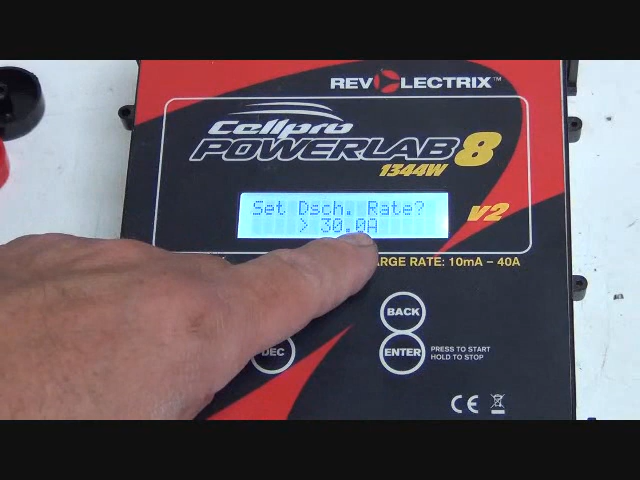 REVOLECTRIX™
Cellpro
POWERLAB 8
1344W
Set Dsch. Rate?
> 30.0A
v2
ARGE RATE: 10mA – 40A
BACK
DEC
ENTER
PRESS TO START
HOLD TO STOP
CE